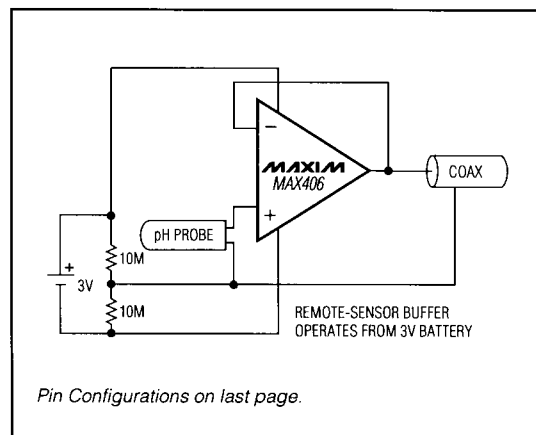 −
MAXIM
MAX406
+
COAX
pH PROBE
+
10M
3V
10M
REMOTE-SENSOR BUFFER
OPERATES FROM 3V BATTERY
Pin Configurations on last page.